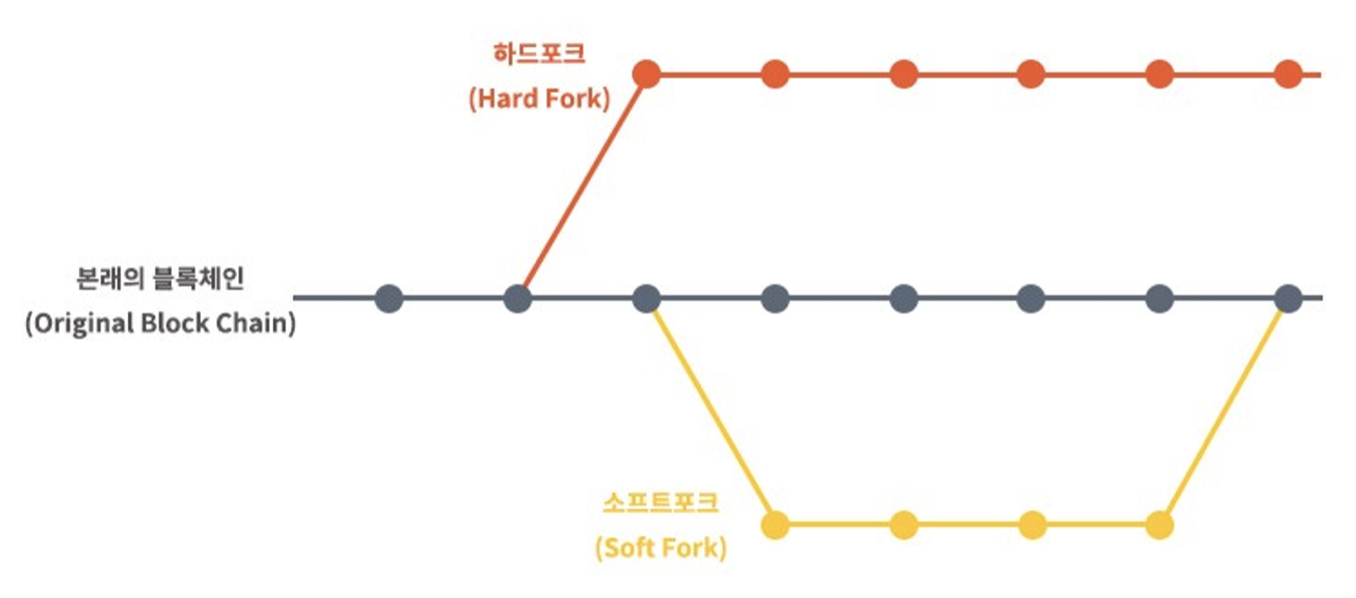 하드포크
(Hard Fork)
본래의 블록체인
(Original Block Chain)
소프트포크
(Soft Fork)